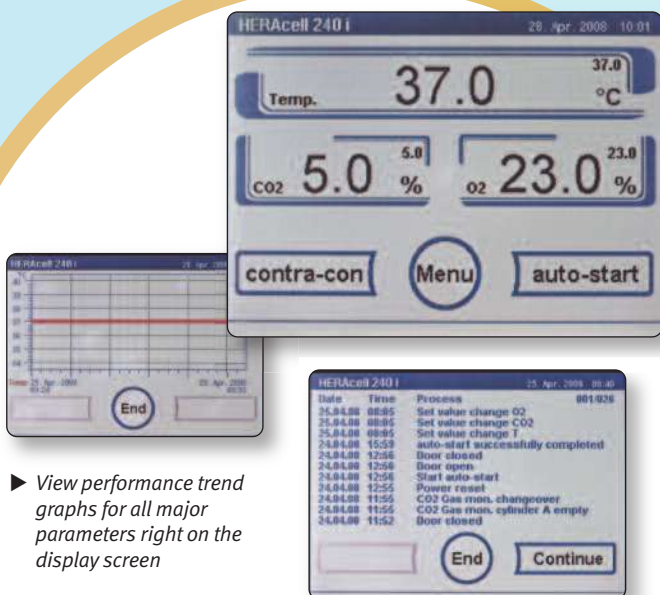 HERAcell 240 i 28. Apr. 2008 10:01
Temp. 37.0 37.0 °C
CO2 5.0 5.0 %
O2 23.0 23.0 %
contra-con Menu auto-start
HERAcell 240 i
End
▶ View performance trend
graphs for all major
parameters right on the
display screen
HERAcell 240 i 25. Apr. 2008
Date Time Process 001/026
25.04.08 08:05 Set value change O2
25.04.08 08:05 Set value change CO2
25.04.08 08:05 Set value change T
24.04.08 15:59 auto-start successfully completed
24.04.08 12:56 Door closed
24.04.08 12:56 Door open
24.04.08 12:56 Start auto-start
24.04.08 12:55 Power reset
24.04.08 11:55 CO2 Gas mon. changeover
24.04.08 11:55 CO2 Gas mon. cylinder A empty
24.04.08 11:52 Door closed
End Continue